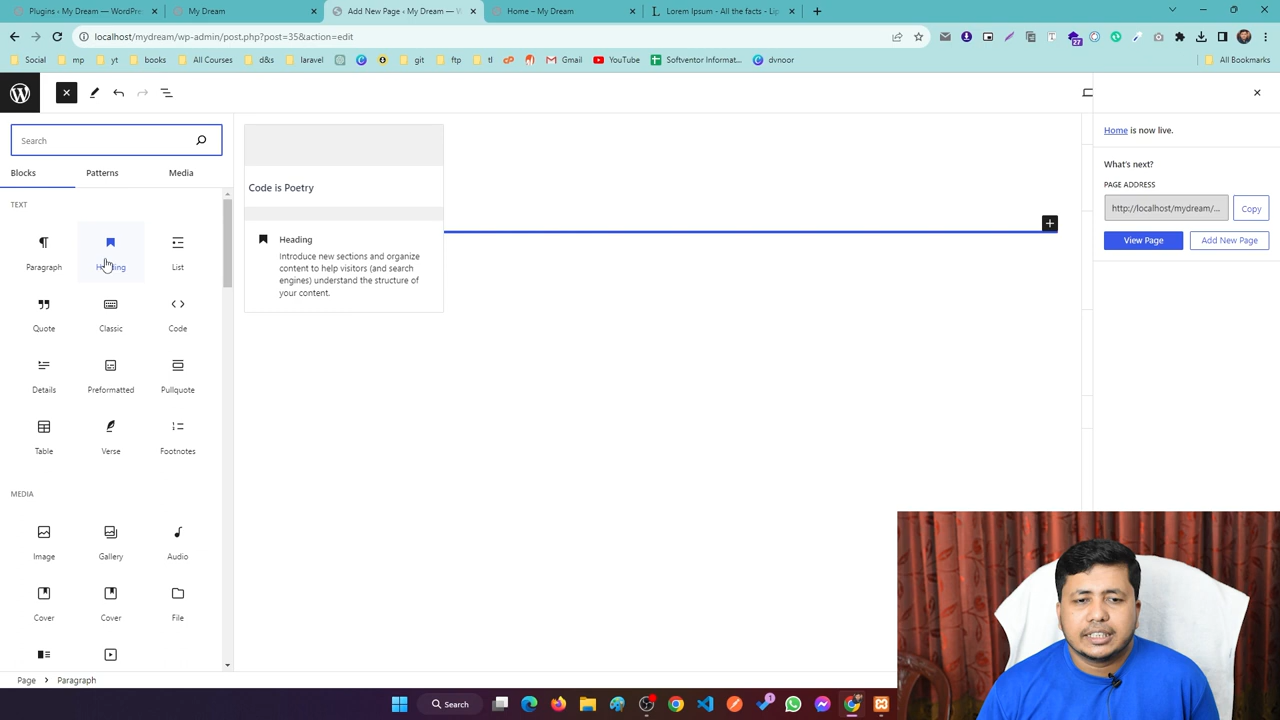 Plugins ‹ My Dream — WordPres
My Dream
Add New Page ‹ My Dream — W
Home – My Dream
Lorem Ipsum - All the facts - Lip
localhost/mydream/wp-admin/post.php?post=35&action=edit
27
Social
mp
yt
books
All Courses
d&s
laravel
git
ftp
tl
Gmail
YouTube
Softventor Informat...
dvnoor
All Bookmarks
Search
Blocks
Patterns
Media
TEXT
Paragraph
Heading
List
Quote
Classic
Code
Details
Preformatted
Pullquote
Table
Verse
Footnotes
MEDIA
Image
Gallery
Audio
Cover
Cover
File
Code is Poetry
Heading
Introduce new sections and organize
content to help visitors (and search
engines) understand the structure of
your content.
Home is now live.
What's next?
PAGE ADDRESS
http://localhost/mydream/...
Copy
View Page
Add New Page
Page › Paragraph
Search
1